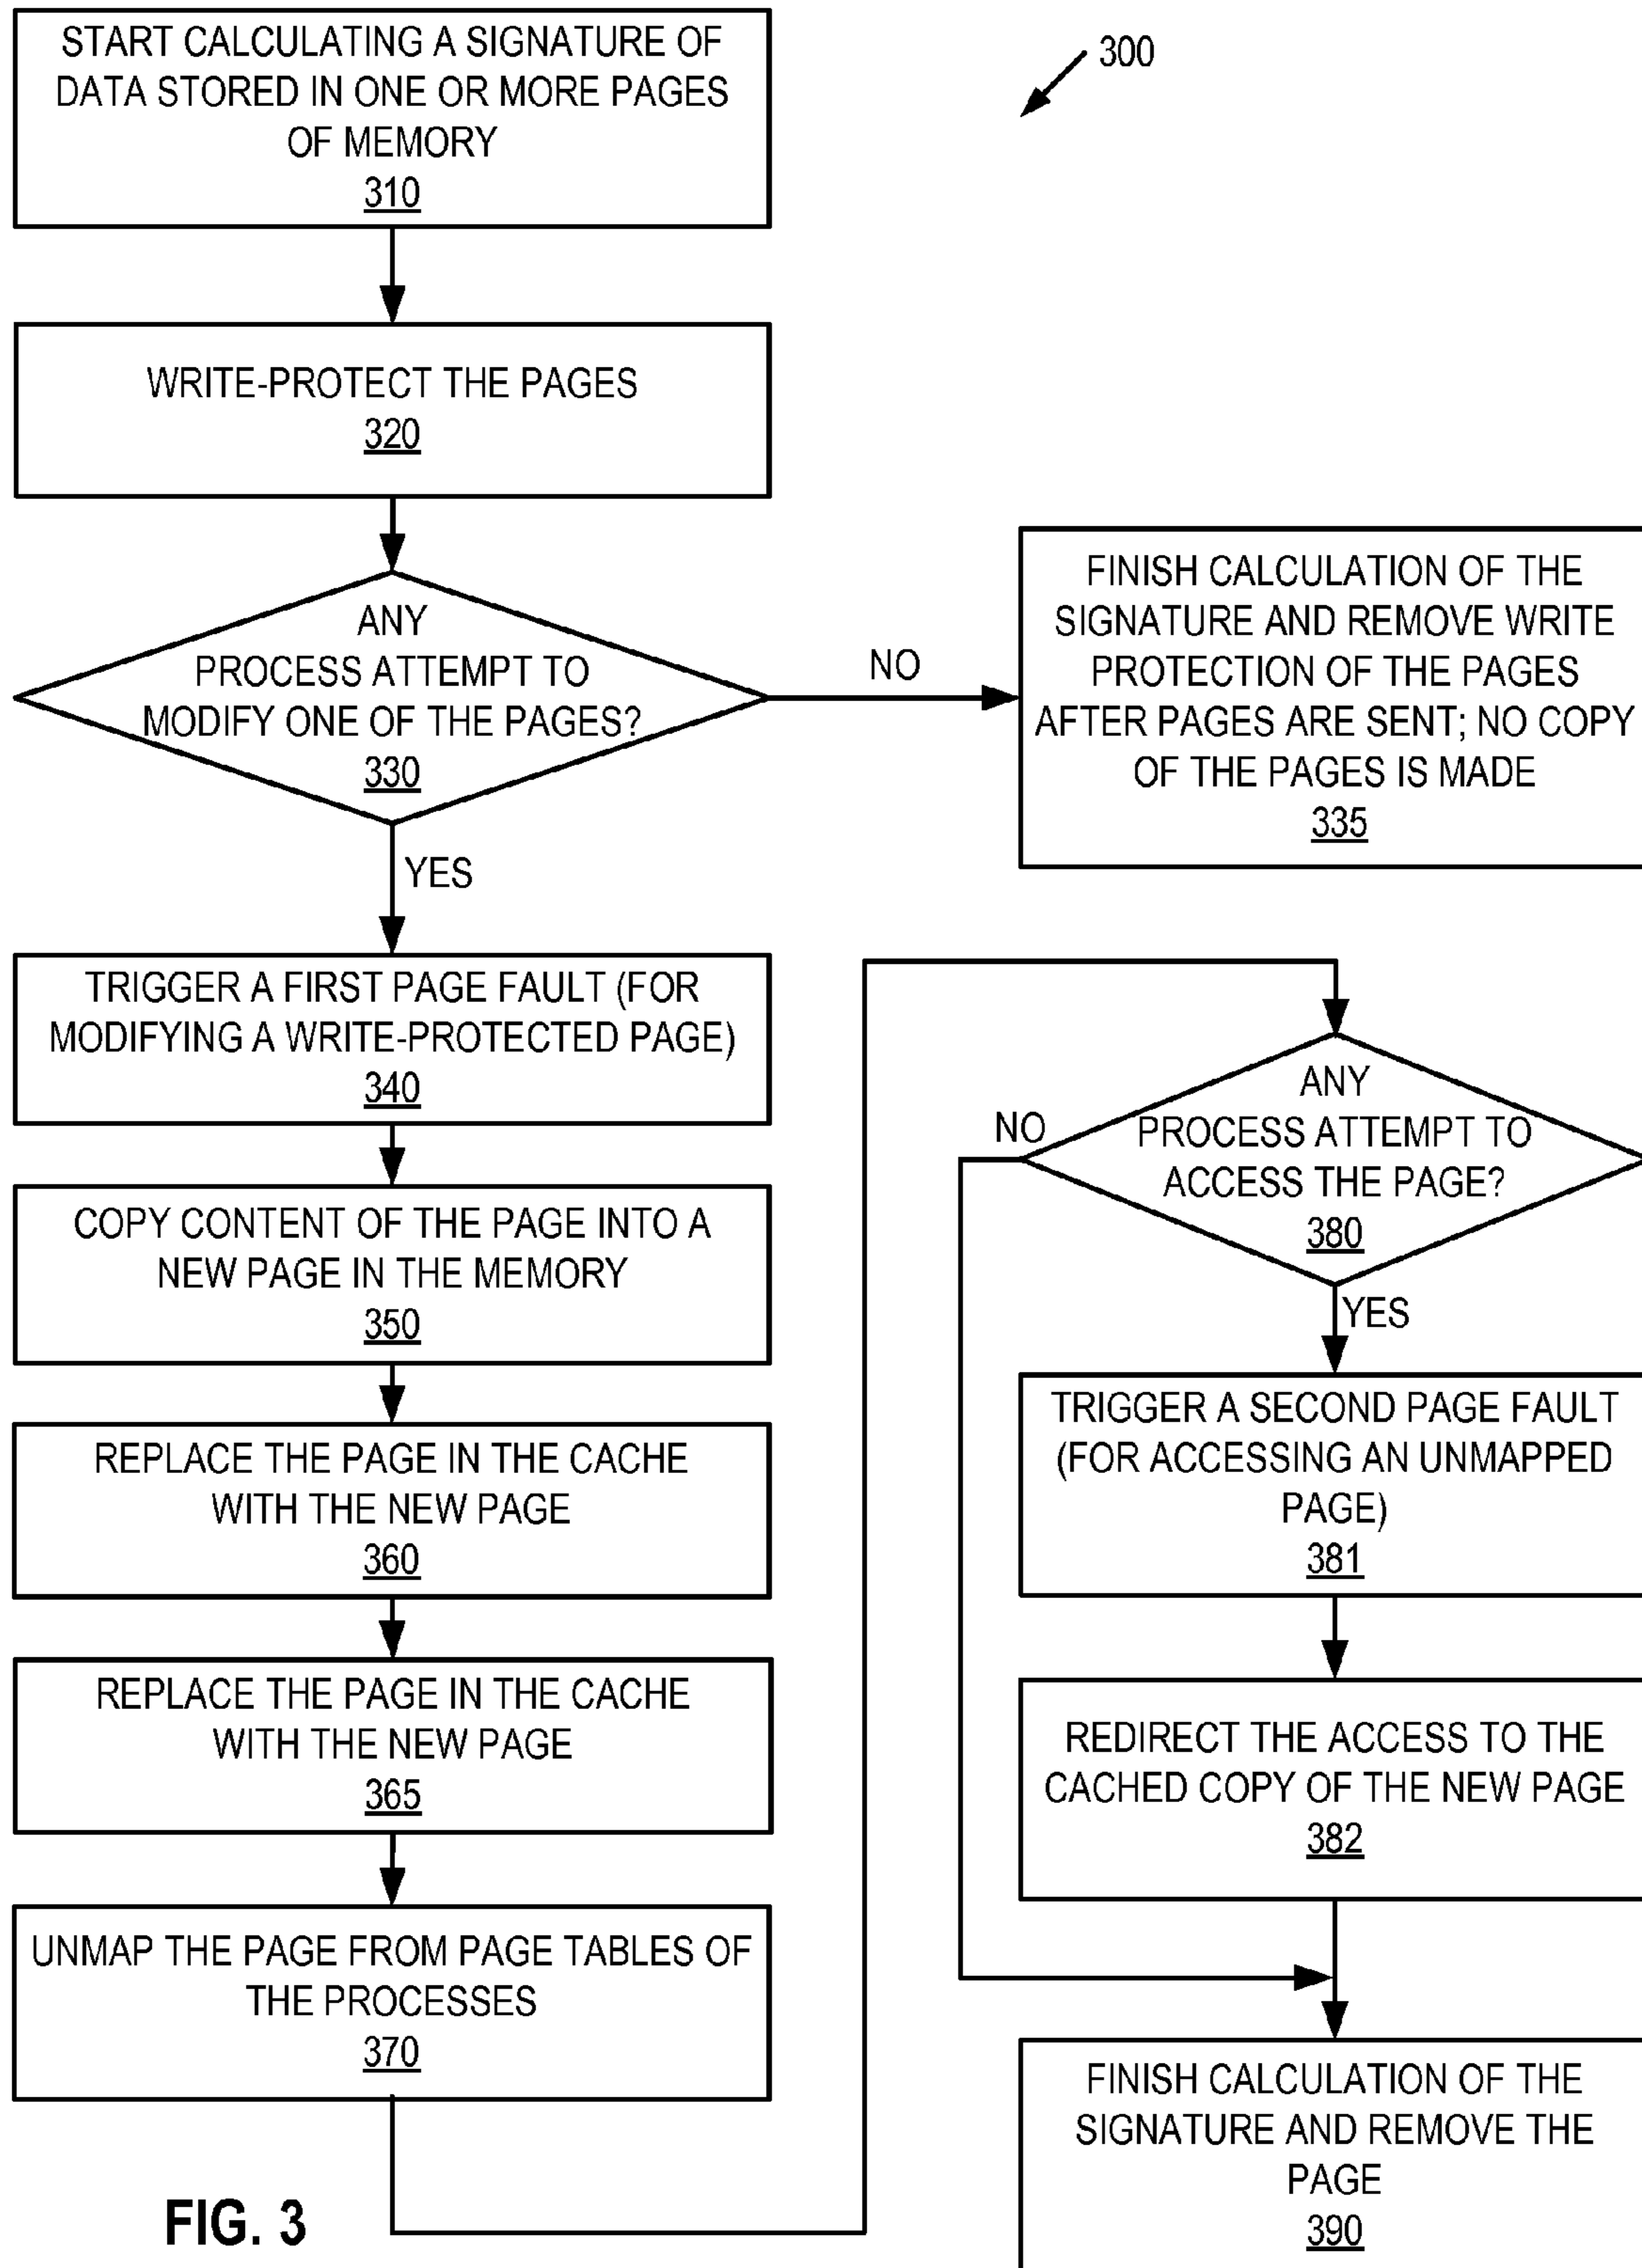 300
START CALCULATING A SIGNATURE OF
DATA STORED IN ONE OR MORE PAGES
OF MEMORY
310
WRITE-PROTECT THE PAGES
320
ANY
PROCESS ATTEMPT TO
MODIFY ONE OF THE PAGES?
330
NO
FINISH CALCULATION OF THE
SIGNATURE AND REMOVE WRITE
PROTECTION OF THE PAGES
AFTER PAGES ARE SENT; NO COPY
OF THE PAGES IS MADE
335
YES
TRIGGER A FIRST PAGE FAULT (FOR
MODIFYING A WRITE-PROTECTED PAGE)
340
COPY CONTENT OF THE PAGE INTO A
NEW PAGE IN THE MEMORY
350
REPLACE THE PAGE IN THE CACHE
WITH THE NEW PAGE
360
REPLACE THE PAGE IN THE CACHE
WITH THE NEW PAGE
365
UNMAP THE PAGE FROM PAGE TABLES OF
THE PROCESSES
370
ANY
PROCESS ATTEMPT TO
ACCESS THE PAGE?
380
NO
YES
TRIGGER A SECOND PAGE FAULT
(FOR ACCESSING AN UNMAPPED
PAGE)
381
REDIRECT THE ACCESS TO THE
CACHED COPY OF THE NEW PAGE
382
FINISH CALCULATION OF THE
SIGNATURE AND REMOVE THE
PAGE
390
FIG. 3